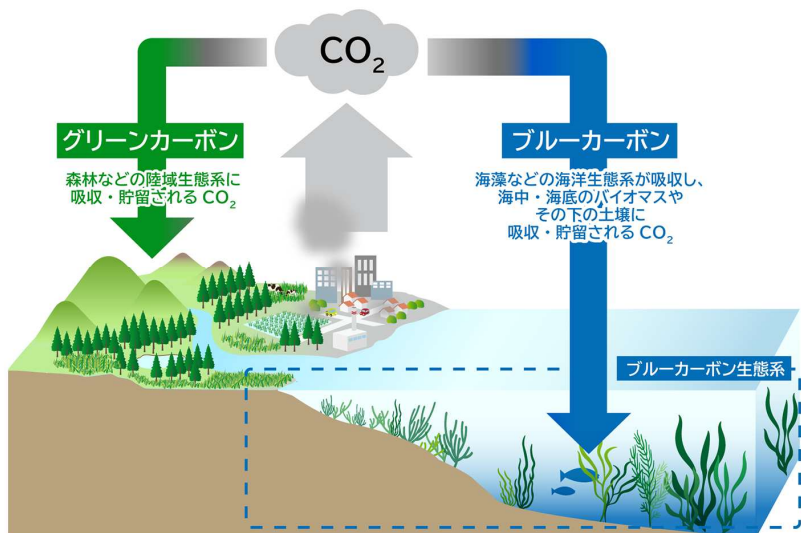 CO₂
グリーンカーボン
森林などの陸域生態系に
吸収・貯留される CO₂
ブルーカーボン
海藻などの海洋生態系が吸収し、
海中・海底のバイオマスや
その下の土壌に
吸収・貯留される CO₂
ブルーカーボン生態系